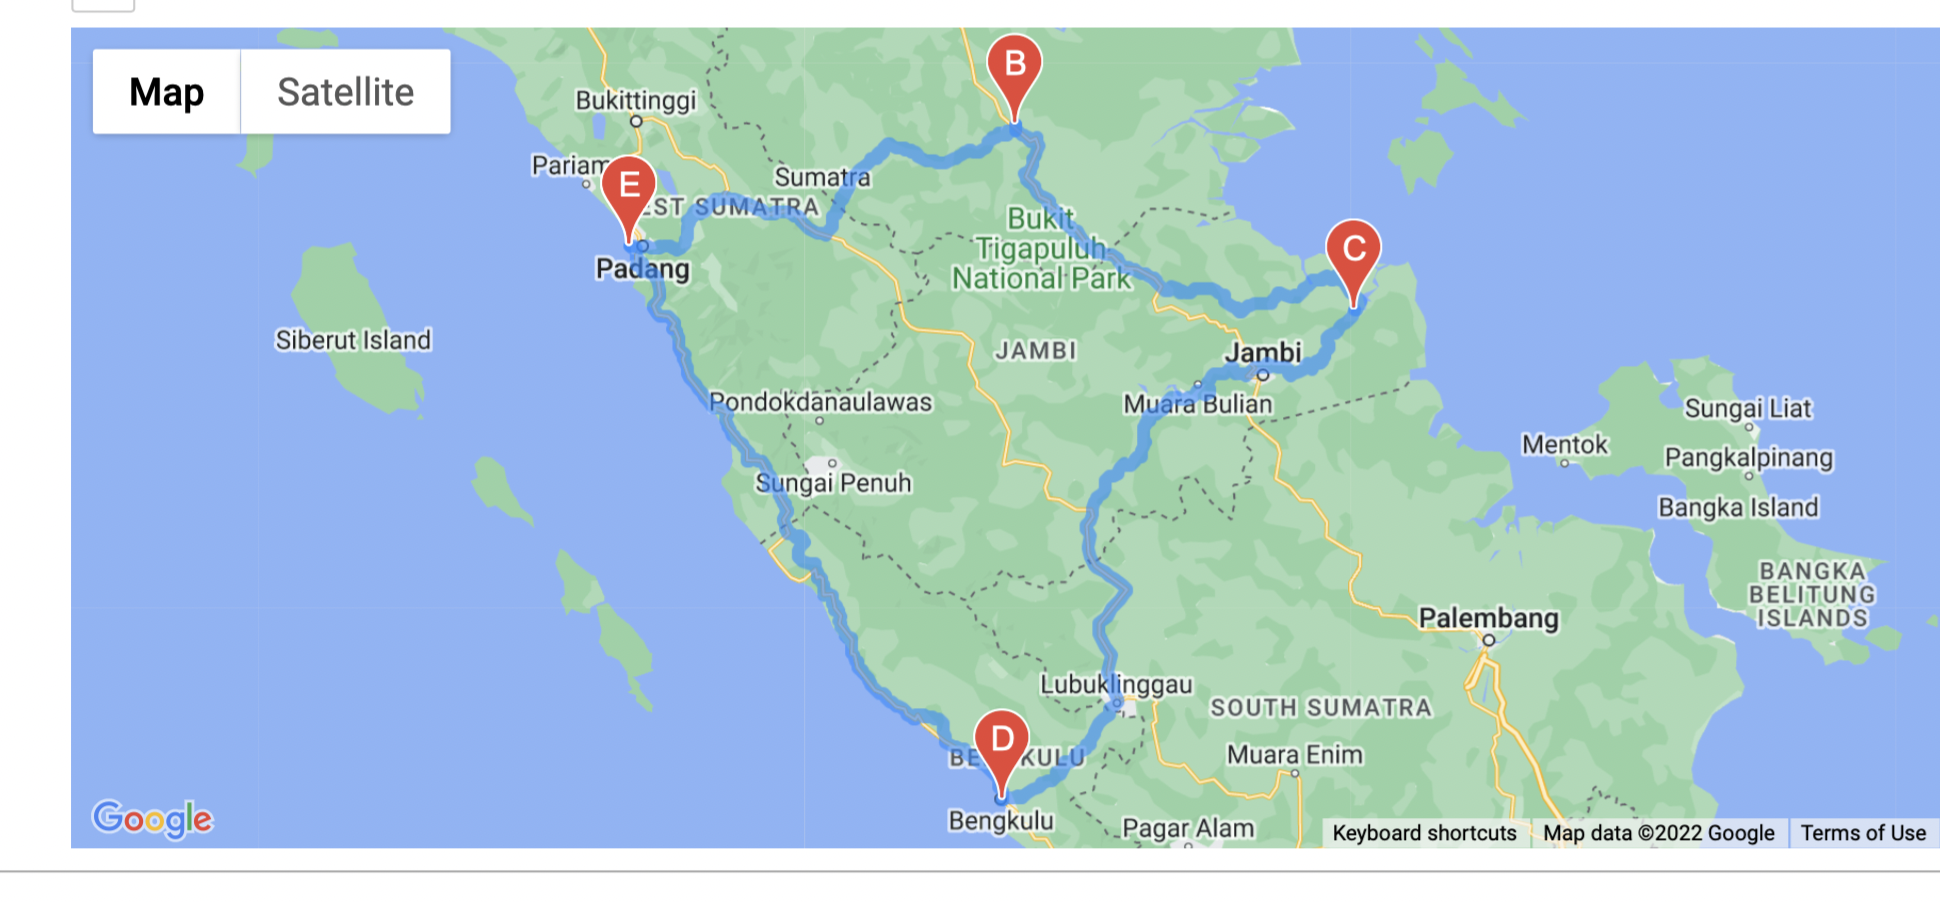 Map
Satellite
B
Bukittinggi
Pariam
Sumatra
E
EST SUMATRA
Bukit
Tigapuluh
National Park
C
Padang
Siberut Island
JAMBI
Jambi
Pondokdanaulawas
Muara Bulian
Sungai Liat
Mentok
Pangkalpinang
Sungai Penuh
Bangka Island
BANGKA
BELITUNG
ISLANDS
Palembang
Lubuklinggau
SOUTH SUMATRA
D
BE KULU
Muara Enim
Google
Bengkulu
Pagar Alam
Keyboard shortcuts
Map data ©2022 Google
Terms of Use